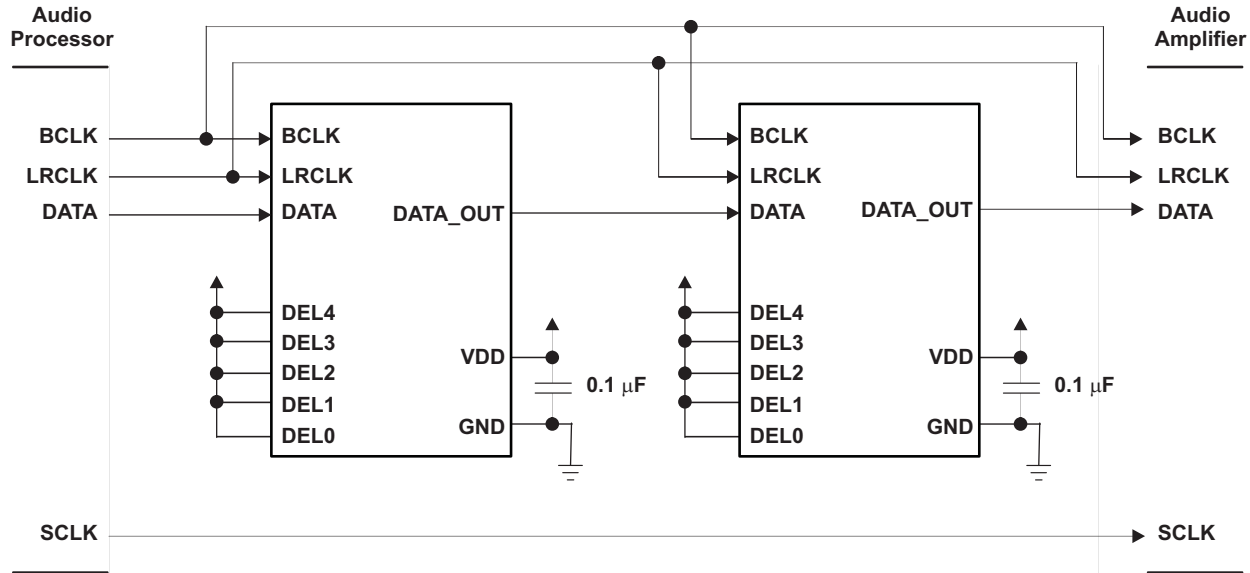 Audio
Processor
Audio
Amplifier
BCLK
LRCLK
DATA
BCLK
LRCLK
DATA
DATA_OUT
DEL4
DEL3
DEL2
DEL1
DEL0
VDD
GND
0.1 μF
BCLK
LRCLK
DATA
DATA_OUT
DEL4
DEL3
DEL2
DEL1
DEL0
VDD
GND
0.1 μF
BCLK
LRCLK
DATA
SCLK
SCLK